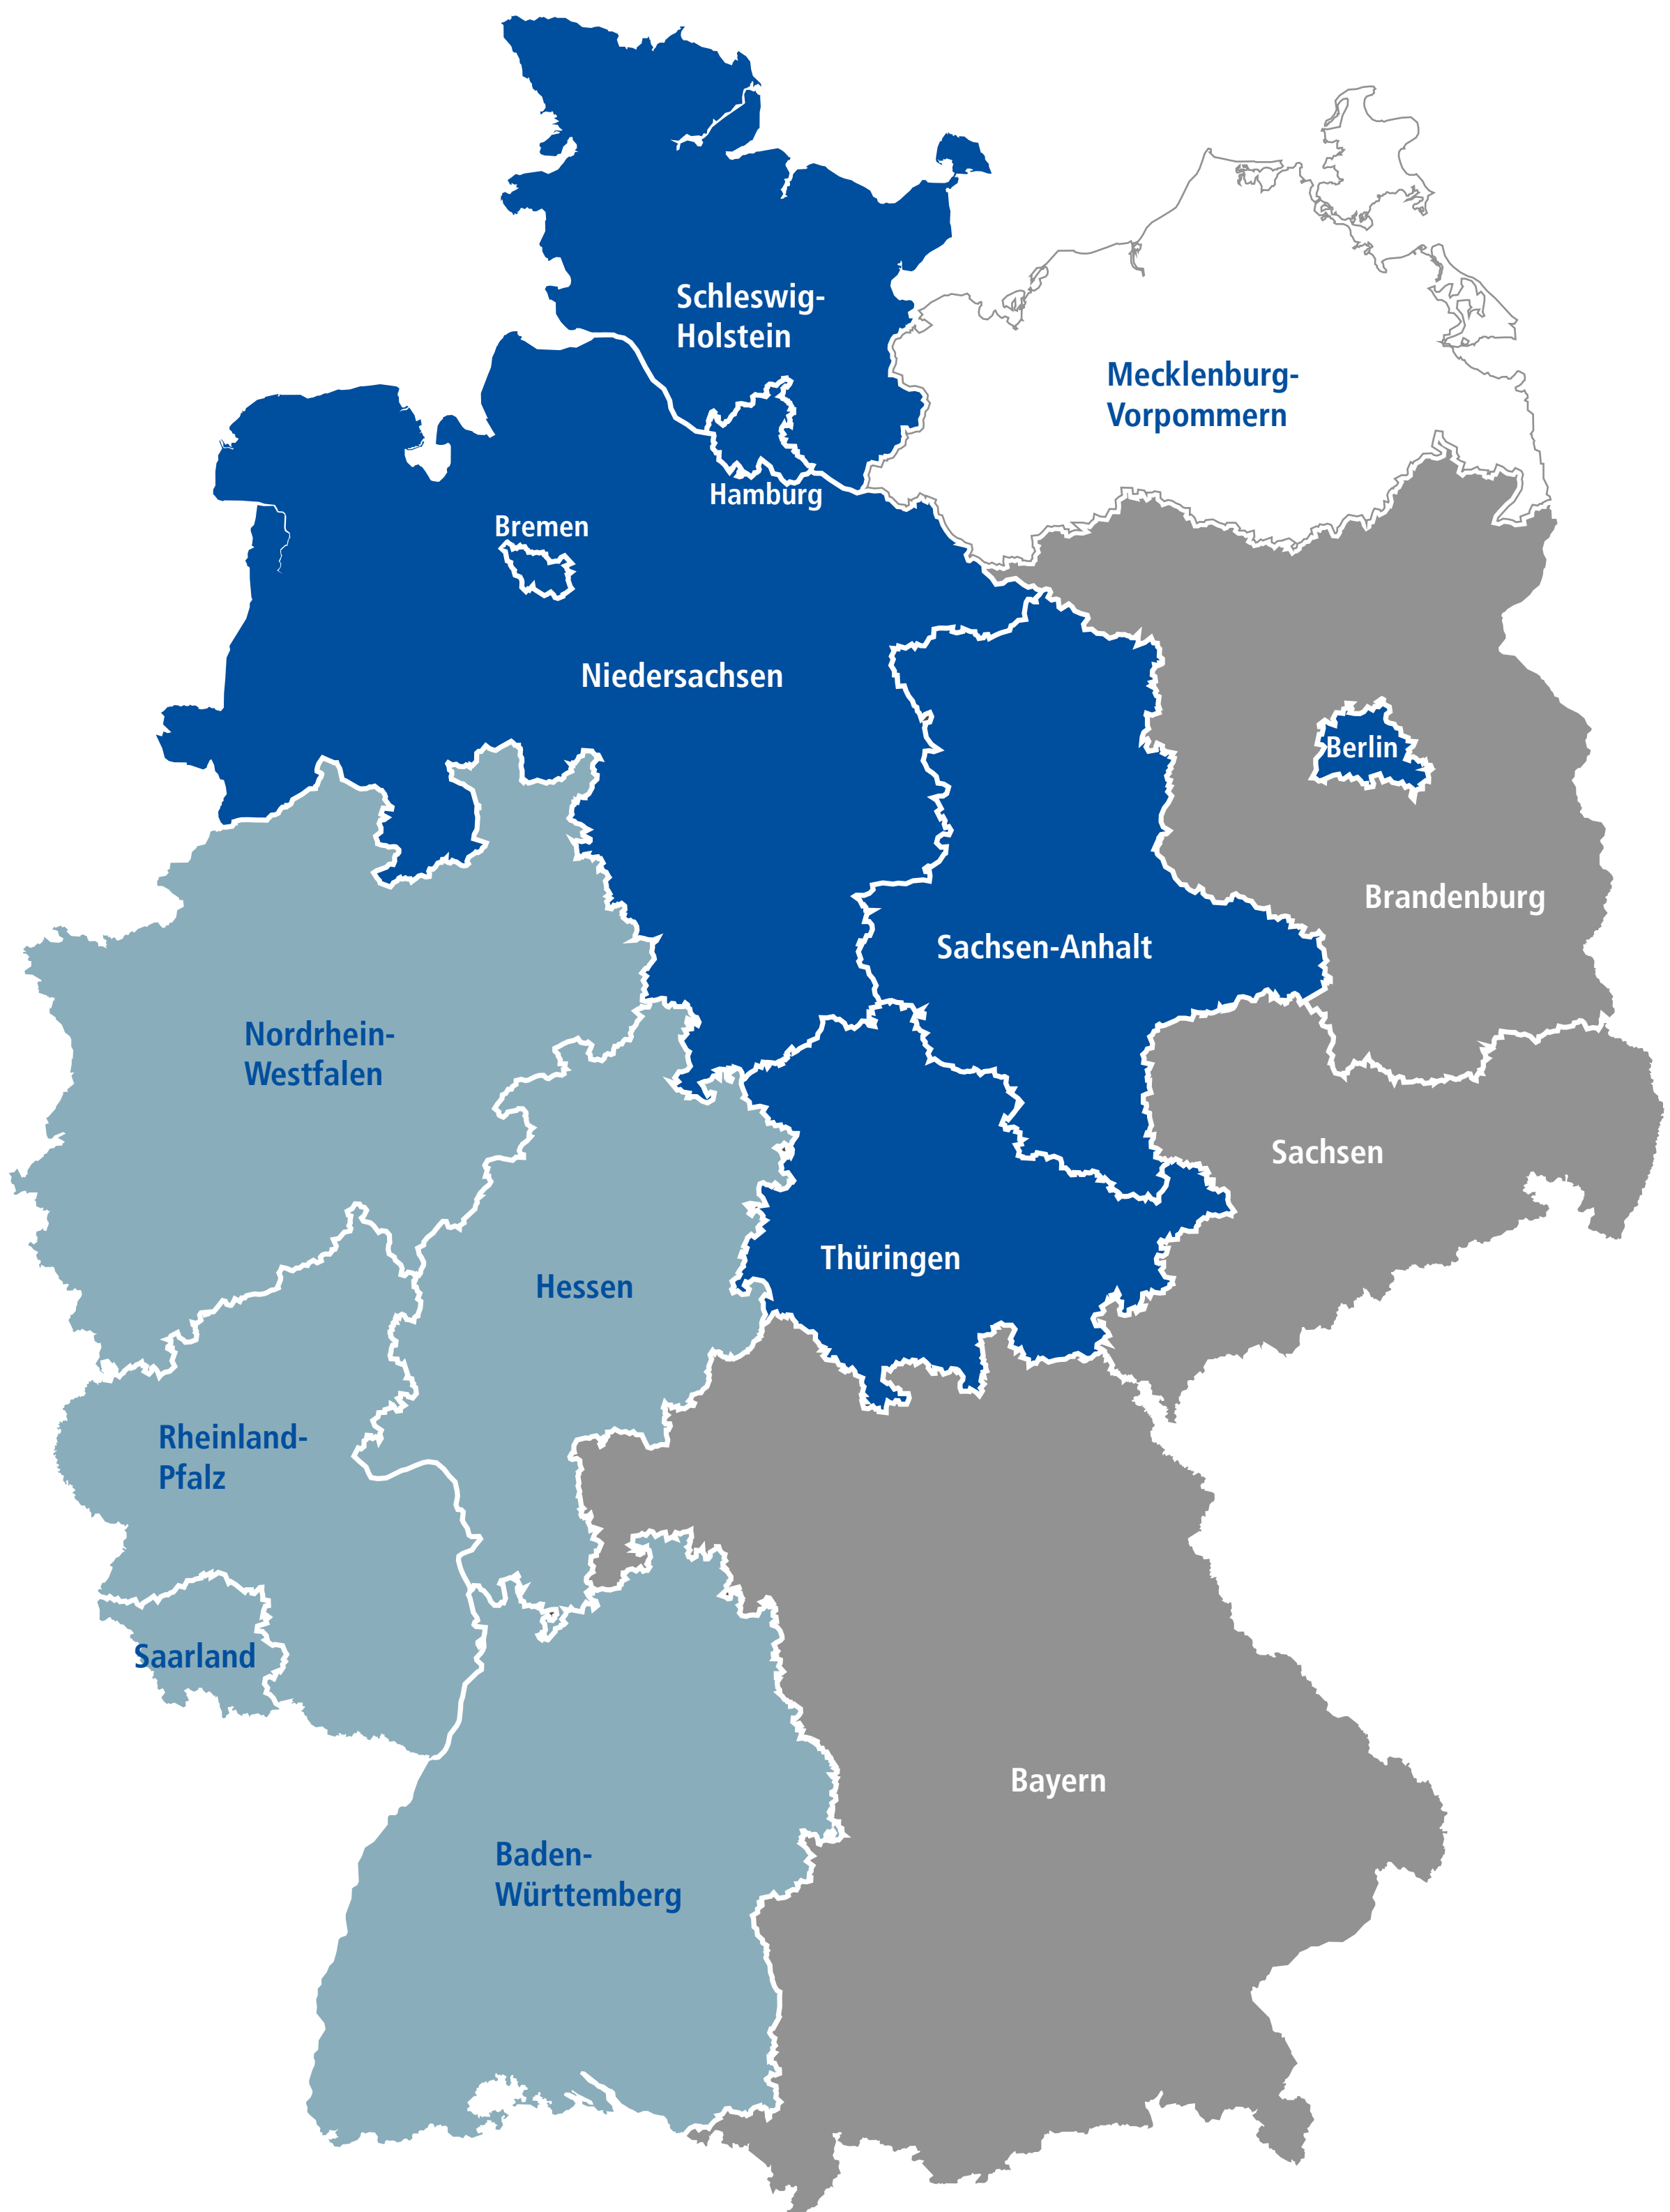 Schleswig-
Holstein
Mecklenburg-
Vorpommern
Hamburg
Bremen
Niedersachsen
Berlin
Brandenburg
Sachsen-Anhalt
Nordrhein-
Westfalen
Sachsen
Thüringen
Hessen
Rheinland-
Pfalz
Saarland
Bayern
Baden-
Württemberg